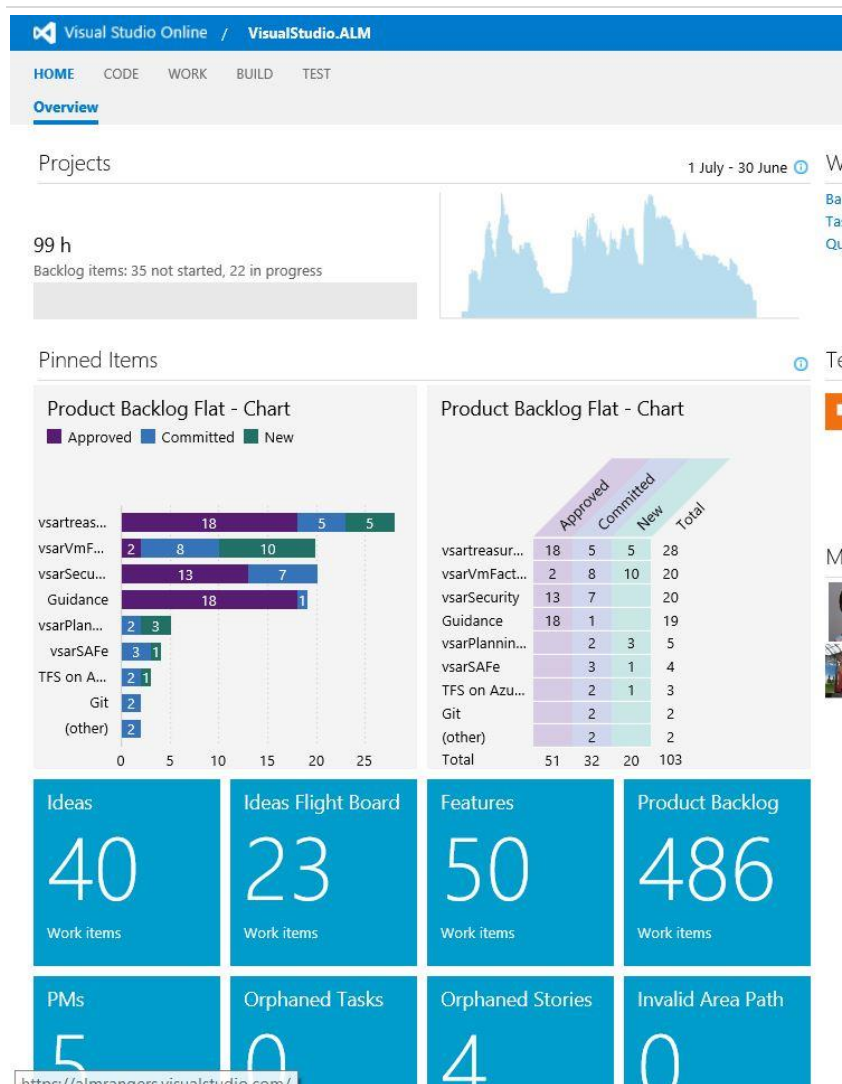 Visual Studio Online / VisualStudio.ALM
HOME CODE WORK BUILD TEST
Overview
Projects
1 July - 30 June
W
Ba
Ta
Qu
99 h
Backlog items: 35 not started, 22 in progress
Pinned Items
Te
Product Backlog Flat - Chart
Approved Committed New
vsartreas... 18 5 5
vsarVmF... 2 8 10
vsarSecu... 13 7
Guidance 18 1
vsarPlan... 2 3
vsarSAFe 3 1
TFS on A... 2 1
Git 2
(other) 2
0 5 10 15 20 25
Product Backlog Flat - Chart
Approved Committed New Total
vsartreasur... 18 5 5 28
vsarVmFact... 2 8 10 20
vsarSecurity 13 7 20
Guidance 18 1 19
vsarPlannin... 2 3 5
vsarSAFe 3 1 4
TFS on Azu... 2 1 3
Git 2 2
(other) 2 2
Total 51 32 20 103
M
Ideas
40
Work items
Ideas Flight Board
23
Work items
Features
50
Work items
Product Backlog
486
Work items
PMs
5
Orphaned Tasks
0
Orphaned Stories
4
Invalid Area Path
0
https://almrangers.visualstudio.com/